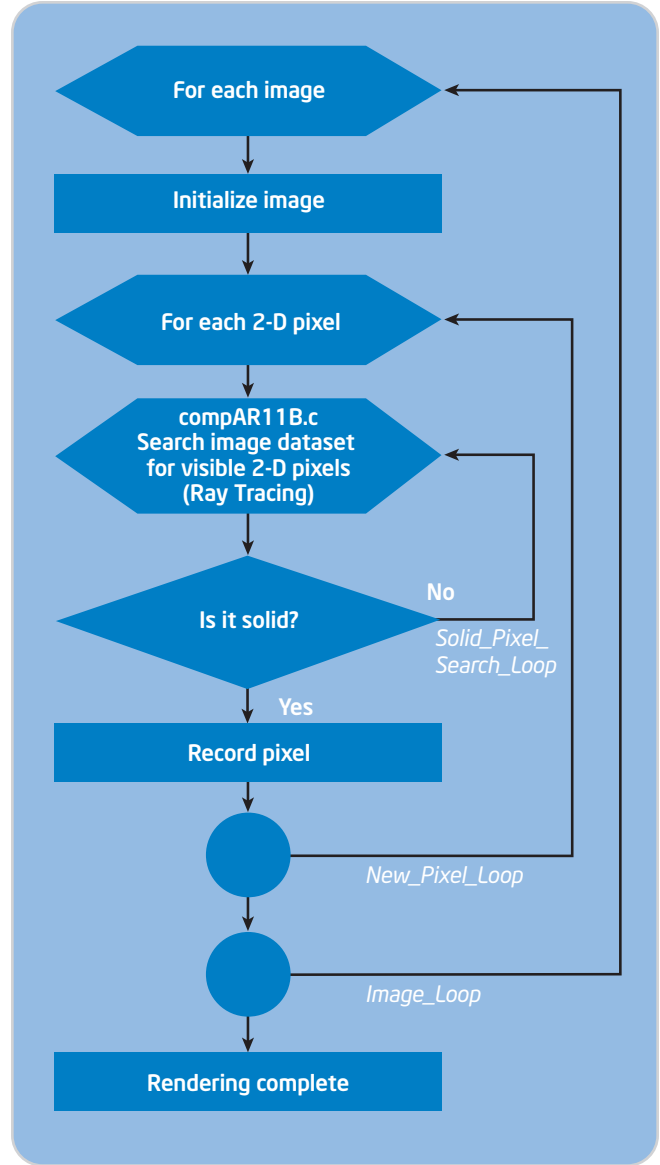 For each image
Initialize image
For each 2-D pixel
compAR11B.c
Search image dataset
for visible 2-D pixels
(Ray Tracing)
Is it solid?
No
Solid_Pixel_
Search_Loop
Yes
Record pixel
New_Pixel_Loop
Image_Loop
Rendering complete